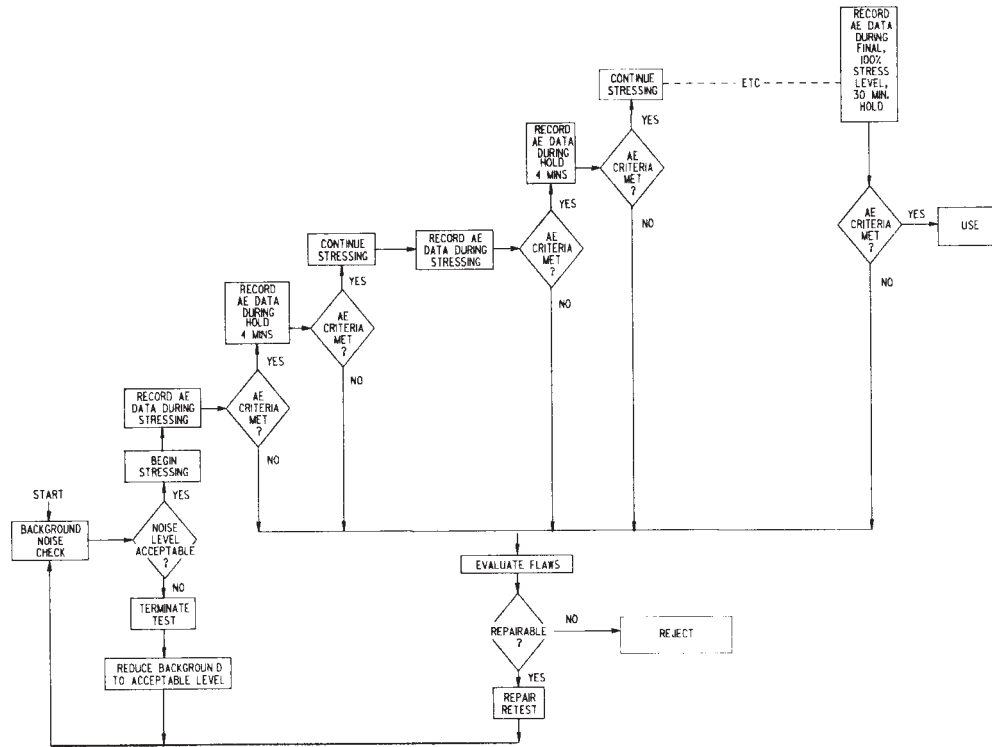 START
BACKGROUND
NOISE
CHECK
NOISE
LEVEL
ACCEPTABLE
?
YES
NO
BEGIN
STRESSING
RECORD AE
DATA DURING
STRESSING
TERMINATE
TEST
REDUCE BACKGROUND
TO ACCEPTABLE LEVEL
AE
CRITERIA
MET
?
YES
NO
RECORD
AE DATA
DURING
HOLD
4 MINS
AE
CRITERIA
MET
?
YES
NO
CONTINUE
STRESSING
RECORD AE
DATA DURING
STRESSING
AE
CRITERIA
MET
?
YES
NO
RECORD
AE DATA
DURING
HOLD
4 MINS
AE
CRITERIA
MET
?
YES
NO
CONTINUE
STRESSING
ETC
RECORD
AE DATA
DURING
FINAL,
100%
STRESS
LEVEL,
30 MIN.
HOLD
AE
CRITERIA
MET
?
YES
NO
USE
EVALUATE FLAWS
REPAIRABLE
?
NO
REJECT
YES
REPAIR
RETEST